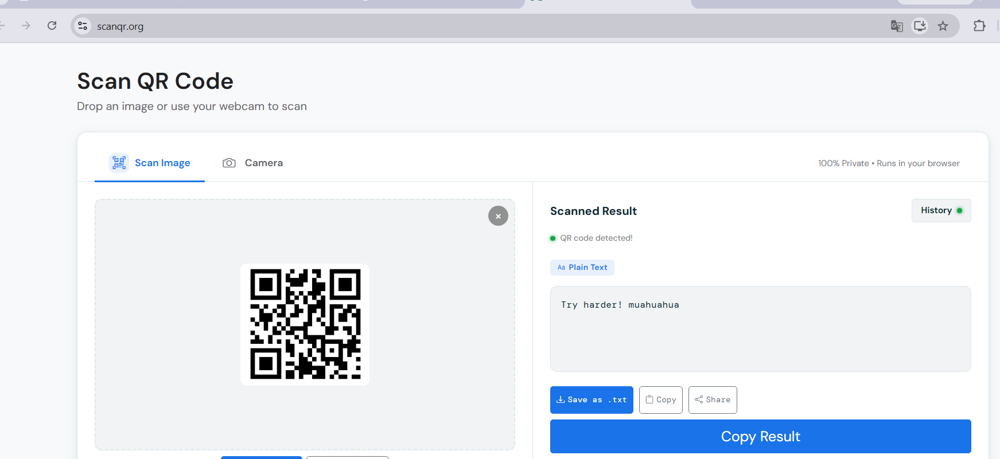 scanqr.org
Scan QR Code
Drop an image or use your webcam to scan
Scan Image
Camera
100% Private • Runs in your browser
×
Scanned Result
History
QR code detected!
Aa Plain Text
Try harder! muahuahua
Save as .txt
Copy
Share
Copy Result